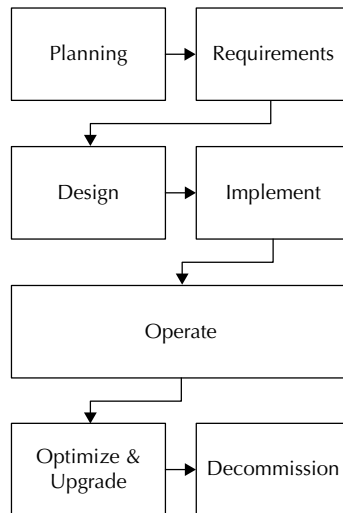 Planning
Requirements
Design
Implement
Operate
Optimize &
Upgrade
Decommission